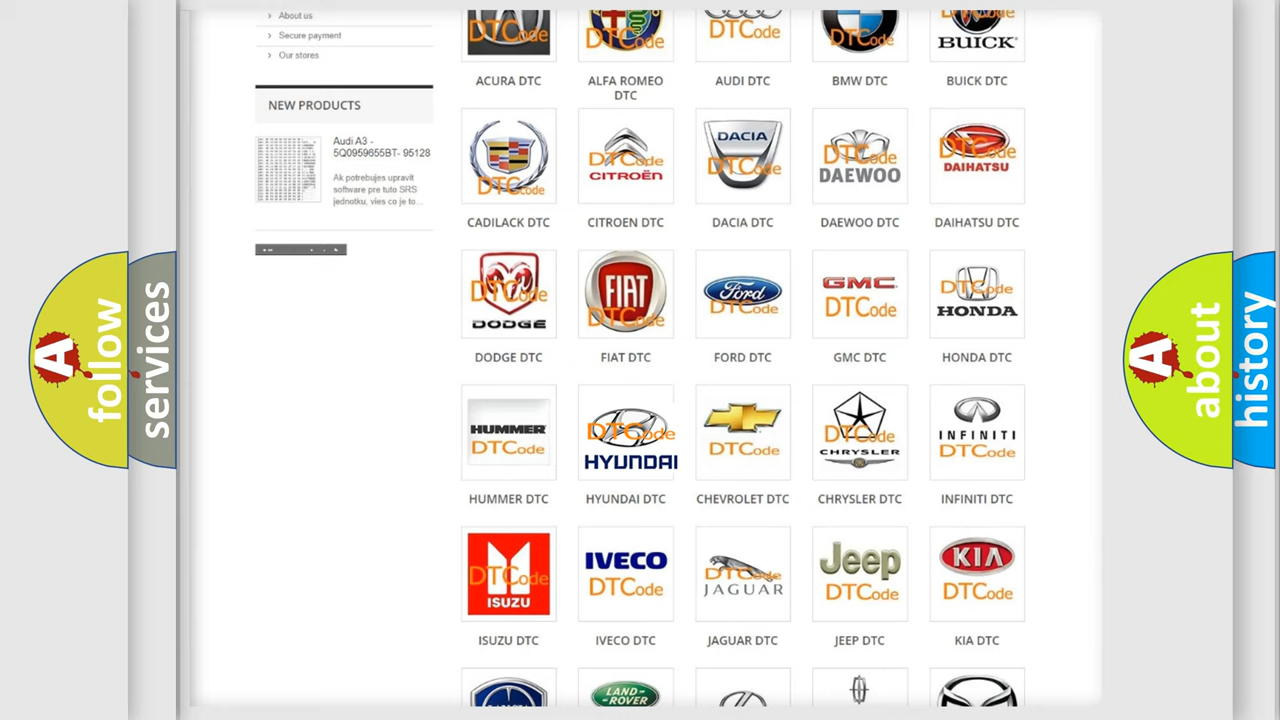 About us
Secure payment
Our stores
NEW PRODUCTS
Audi A3 -
5Q0959655BT- 95128
Ak potrebujes upravit
software pre tuto SRS
jednotku, vies co je to...
DTCode DTCode DTCode DTCode BUICK
ACURA DTC
ALFA ROMEO
DTC
AUDI DTC
BMW DTC
BUICK DTC
DTCode
DTCode
CITROËN
DACIA
DTCode
DTCode
DAEWOO
DTCode
DAIHATSU
CADILACK DTC
CITROEN DTC
DACIA DTC
DAEWOO DTC
DAIHATSU DTC
DTCode
DODGE
FIAT
DTCode
Ford
DTCode
GMC
DTCode
DTCode
HONDA
DODGE DTC
FIAT DTC
FORD DTC
GMC DTC
HONDA DTC
HUMMER
DTCode
DTCode
HYUNDAI
DTCode
DTCode
CHRYSLER
INFINITI
DTCode
HUMMER DTC
HYUNDAI DTC
CHEVROLET DTC
CHRYSLER DTC
INFINITI DTC
DTCode
ISUZU
IVECO
DTCode
DTCode
JAGUAR
Jeep
DTCode
KIA
DTCode
ISUZU DTC
IVECO DTC
JAGUAR DTC
JEEP DTC
KIA DTC
LAND-
ROVER
A
follow
services
A
about
history